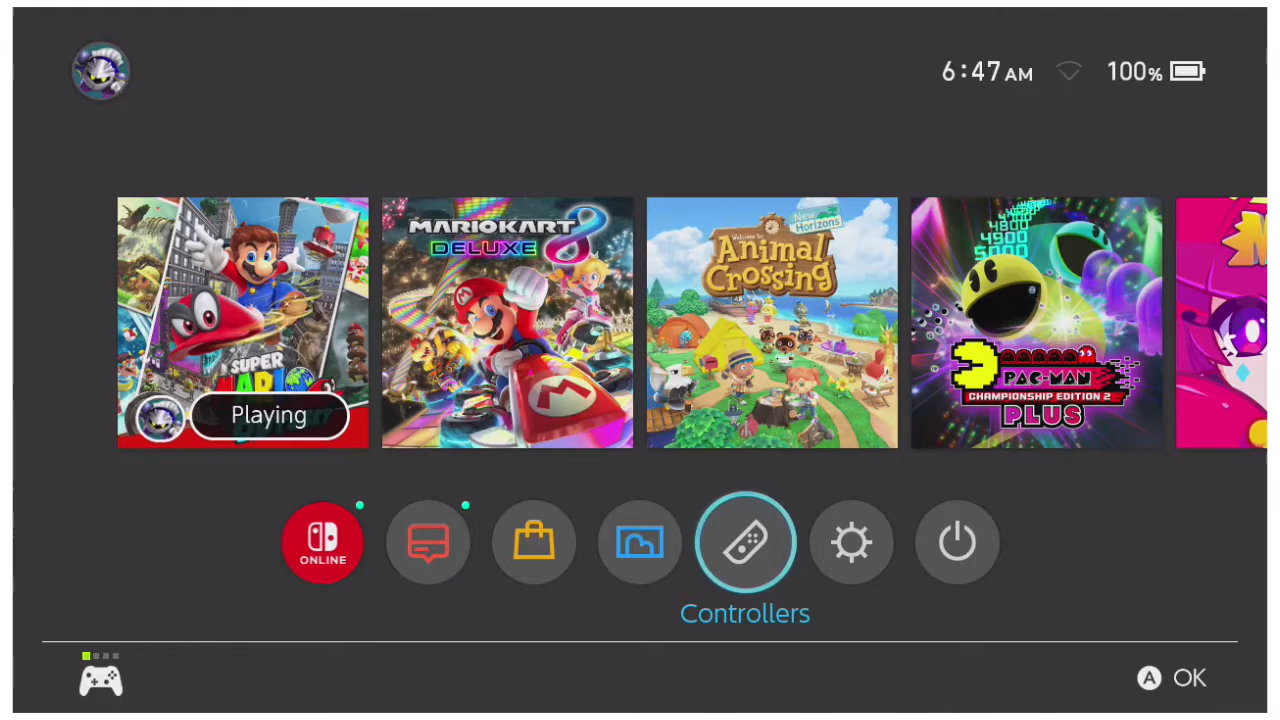 6:47 AM 100%
SUPER
MARIO
Playing
MARIOKART 8
DELUXE
Welcome to
Animal
Crossing
New
Horizons
4800
4900
5000
PAC-MAN
CHAMPIONSHIP EDITION 2
PLUS
ONLINE
Controllers
A OK